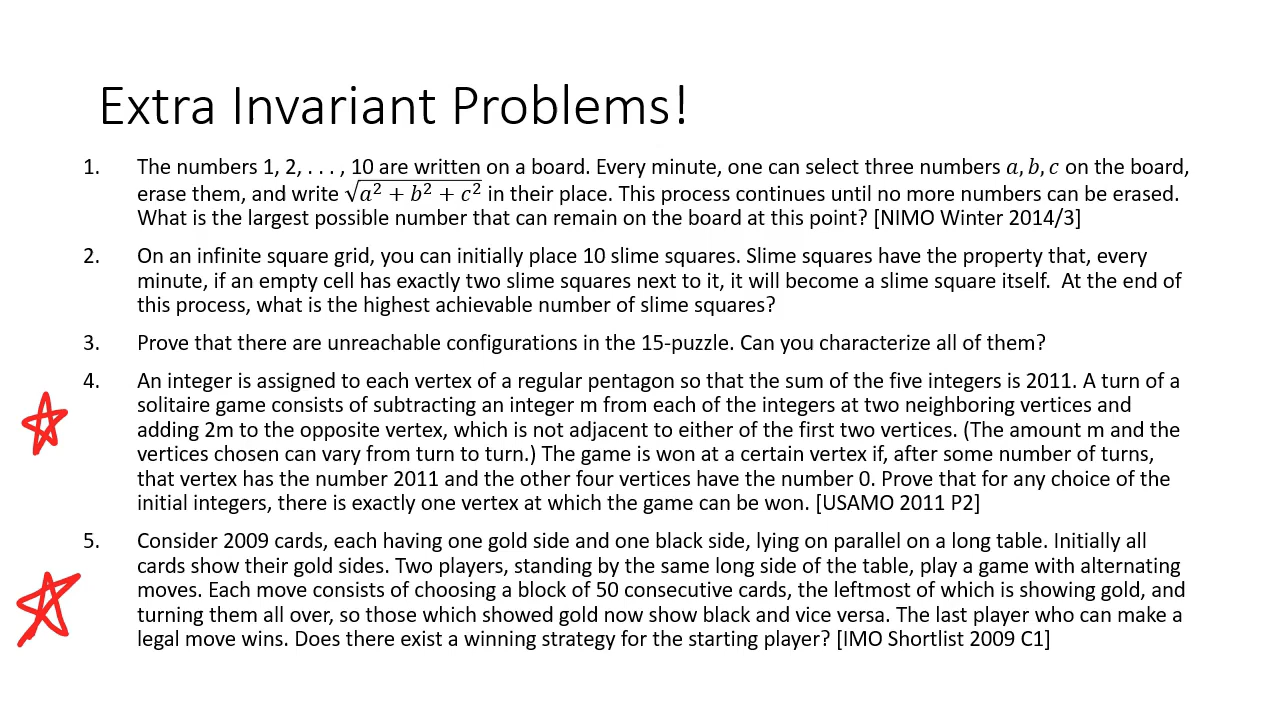 Extra Invariant Problems!
1. The numbers 1, 2, . . . , 10 are written on a board. Every minute, one can select three numbers a, b, c on the board,
erase them, and write √a² + b² + c² in their place. This process continues until no more numbers can be erased.
What is the largest possible number that can remain on the board at this point? [NIMO Winter 2014/3]
2. On an infinite square grid, you can initially place 10 slime squares. Slime squares have the property that, every
minute, if an empty cell has exactly two slime squares next to it, it will become a slime square itself.  At the end of
this process, what is the highest achievable number of slime squares?
3. Prove that there are unreachable configurations in the 15-puzzle. Can you characterize all of them?
4. An integer is assigned to each vertex of a regular pentagon so that the sum of the five integers is 2011. A turn of a
solitaire game consists of subtracting an integer m from each of the integers at two neighboring vertices and
adding 2m to the opposite vertex, which is not adjacent to either of the first two vertices. (The amount m and the
vertices chosen can vary from turn to turn.) The game is won at a certain vertex if, after some number of turns,
that vertex has the number 2011 and the other four vertices have the number 0. Prove that for any choice of the
initial integers, there is exactly one vertex at which the game can be won. [USAMO 2011 P2]
5. Consider 2009 cards, each having one gold side and one black side, lying on parallel on a long table. Initially all
cards show their gold sides. Two players, standing by the same long side of the table, play a game with alternating
moves. Each move consists of choosing a block of 50 consecutive cards, the leftmost of which is showing gold, and
turning them all over, so those which showed gold now show black and vice versa. The last player who can make a
legal move wins. Does there exist a winning strategy for the starting player? [IMO Shortlist 2009 C1]